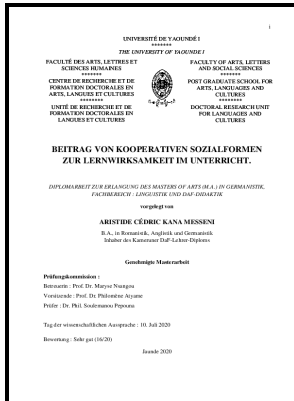 1
UNIVERSITÉ DE YAOUNDÉ I
*******
THE UNIVERSITY OF YAOUNDE I
FACULTÉ DES ARTS, LETTRES ET
SCIENCES HUMAINES
*******
CENTRE DE RECHERCHE ET DE
FORMATION DOCTORALES EN
ARTS, LANGUES ET CULTURES
********
UNITÉ DE RECHERCHE ET DE
FORMATION DOCTORALES EN
LANGUES ET CULTURES
FACULTY OF ARTS, LETTERS
AND SOCIAL SCIENCES
*******
POST GRADUATE SCHOOL FOR
ARTS, LANGUAGES AND
CULTURES
********
DOCTORAL RESEARCH UNIT
FOR LANGUAGES AND
CULTURES
BEITRAG VON KOOPERATIVEN SOZIALFORMEN
ZUR LERNWIRKSAMKEIT IM UNTERRICHT.
DIPLOMARBEIT ZUR ERLANGUNG DES MASTERS OF ARTS (M.A.) IN GERMANISTIK,
FACHBEREICH : LINGUISTIK UND DAF-DIDAKTIK
vorgelegt von
ARISTIDE CÉDRIC KANA MESSENI
B.A., in Romanistik, Anglistik und Germanistik
Inhaber des Kameruner DaF-Lehrer-Diploms
Genehmigte Masterarbeit
Prüfungskommission :
Betreuerin : Prof. Dr. Maryse Nsangou
Vorsitzende : Prof. Dr. Philomène Atyame
Prüfer : Dr. Phil. Souleymanou Pepouna
Tag der wissenschaftlichen Aussprache : 10. Juli 2020
Bewertung : Sehr gut (16/20)
Jaunde 2020